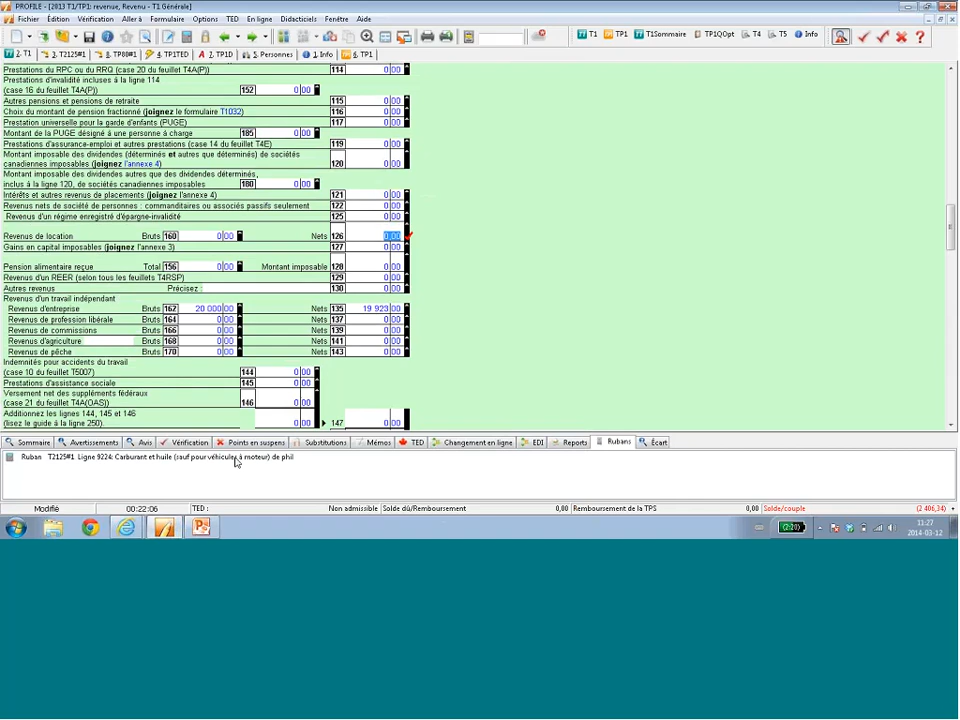 PROFILE - [2013 T1/TP1: revenue, Revenu - T1 Générale]
Fichier Édition Vérification Aller à Formulaire Options TED En ligne Didacticiels Fenêtre Aide
T1 TP1 T1Sommaire TP1QOpt T4 T5 Info
2. T1 3. T2125#1 8. TP80#1 4. TP1TED 7. TP1D 5. Personnes 1. Info 6. TP1
Prestations du RPC ou du RRQ (case 20 du feuillet T4A(P)) 114 0 00
Prestations d'invalidité incluses à la ligne 114
(case 16 du feuillet T4A(P)) 152 0 00
Autres pensions et pensions de retraite 115 0 00
Choix du montant de pension fractionné (joignez le formulaire T1032) 116 0 00
Prestation universelle pour la garde d'enfants (PUGE) 117 0 00
Montant de la PUGE désigné à une personne à charge 185 0 00
Prestations d'assurance-emploi et autres prestations (case 14 du feuillet T4E) 119 0 00
Montant imposable des dividendes (déterminés et autres que déterminés) de sociétés
canadiennes imposables (joignez l'annexe 4) 120 0 00
Montant imposable des dividendes autres que des dividendes déterminés,
inclus à la ligne 120, de sociétés canadiennes imposables 180 0 00
Intérêts et autres revenus de placements (joignez l'annexe 4) 121 0 00
Revenus nets de société de personnes : commanditaires ou associés passifs seulement 122 0 00
Revenus d'un régime enregistré d'épargne-invalidité 125 0 00
Revenus de location Bruts 160 0 00 Nets 126 0 00
Gains en capital imposables (joignez l'annexe 3) 127 0 00
Pension alimentaire reçue Total 156 0 00 Montant imposable 128 0 00
Revenus d'un REER (selon tous les feuillets T4RSP) 129 0 00
Autres revenus Précisez : 130 0 00
Revenus d'un travail indépendant
Revenus d'entreprise Bruts 162 20 000 00 Nets 135 19 923 00
Revenus de profession libérale Bruts 164 0 00 Nets 137 0 00
Revenus de commissions Bruts 166 0 00 Nets 139 0 00
Revenus d'agriculture Bruts 168 0 00 Nets 141 0 00
Revenus de pêche Bruts 170 0 00 Nets 143 0 00
Indemnités pour accidents du travail
(case 10 du feuillet T5007) 144 0 00
Prestations d'assistance sociale 145 0 00
Versement net des suppléments fédéraux
(case 21 du feuillet T4A(OAS)) 146 0 00
Additionnez les lignes 144, 145 et 146
(lisez le guide à la ligne 250). 0 00 147 0 00
Sommaire Avertissements Avis Vérification Points en suspens Substitutions Mémos TED Changement en ligne EDI Reports Rubans Écart
Ruban T2125#1 Ligne 9224: Carburant et huile (sauf pour véhicules à moteur) de phil
Modifié 00:22:06 TED : Non admissible Solde dû/Remboursement 0,00 Remboursement de la TPS 0,00 Solde/couple (2 406,34)
(2:20) 11:27
2014-03-12